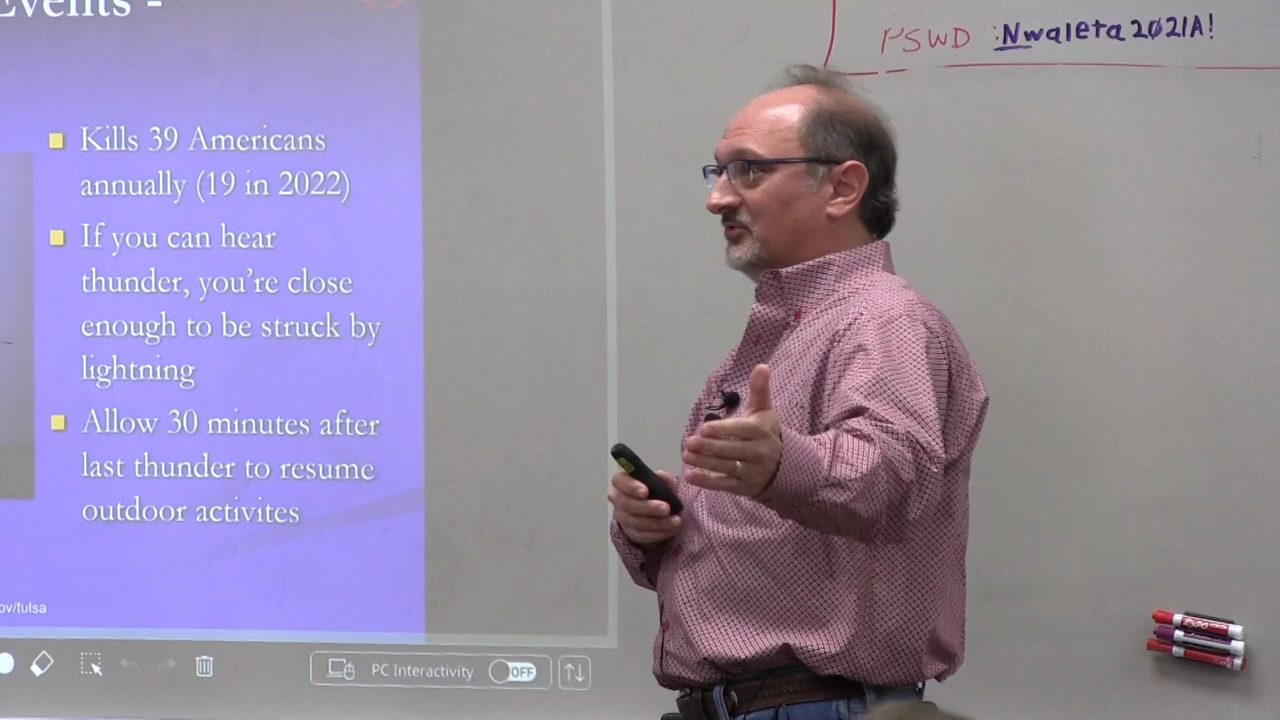 Events -
Kills 39 Americans
annually (19 in 2022)
If you can hear
thunder, you're close
enough to be struck by
lightning
Allow 30 minutes after
last thunder to resume
outdoor activites
ov/tulsa
PC Interactivity OFF
PSWD : Nwaleta2021A!
EXPO